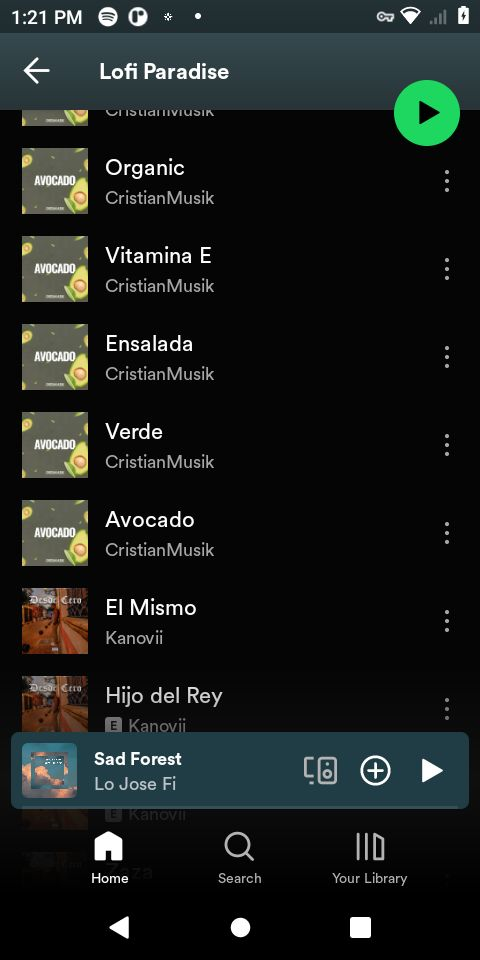 1:21 PM
Lofi Paradise
CristianMusik
AVOCADO
Organic
CristianMusik
AVOCADO
Vitamina E
CristianMusik
AVOCADO
Ensalada
CristianMusik
AVOCADO
Verde
CristianMusik
AVOCADO
Avocado
CristianMusik
Desde Cero
El Mismo
Kanovii
Desde Cero
Hijo del Rey
E Kanovii
Sad Forest
Lo Jose Fi
E Kanovii
Zaza
Home
Search
Your Library